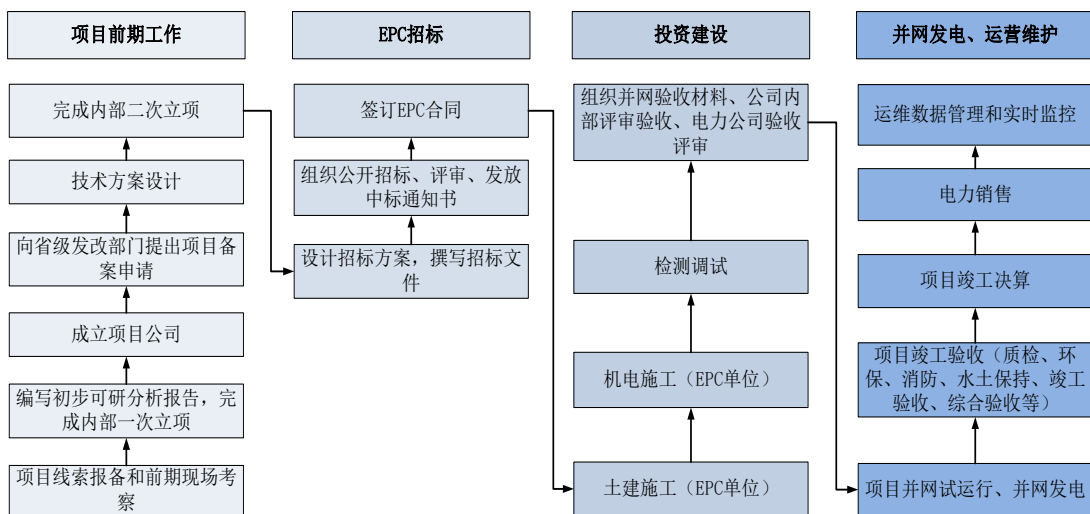 项目前期工作
EPC招标
投资建设
并网发电、运营维护
完成内部二次立项
技术方案设计
向省级发改部门提出项目备
案申请
成立项目公司
编写初步可研分析报告，完
成内部一次立项
项目线索报备和前期现场考
察
签订EPC合同
组织公开招标、评审、发放
中标通知书
设计招标方案，撰写招标文
件
组织并网验收材料、公司内
部评审验收、电力公司验收
评审
检测调试
机电施工（EPC单位）
土建施工（EPC单位）
运维数据管理和实时监控
电力销售
项目竣工决算
项目竣工验收（质检、环
保、消防、水土保持、竣工
验收、综合验收等）
项目并网试运行、并网发电